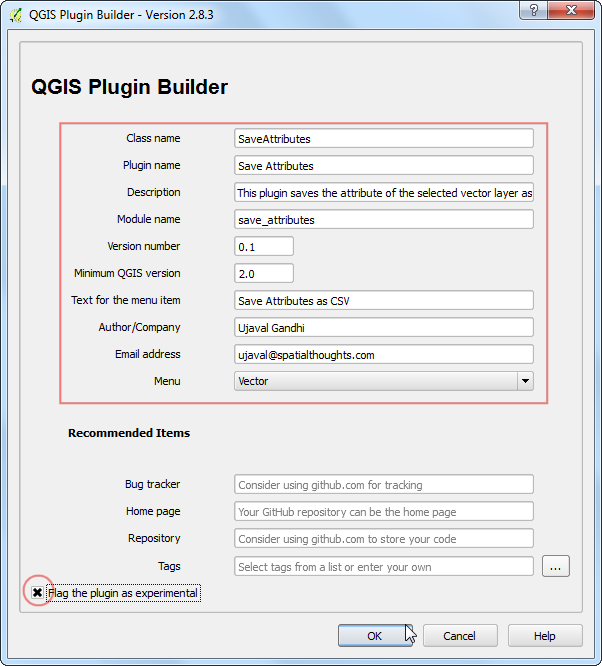 QGIS Plugin Builder - Version 2.8.3
QGIS Plugin Builder
Class name SaveAttributes
Plugin name Save Attributes
Description This plugin saves the attribute of the selected vector layer as
Module name save_attributes
Version number 0.1
Minimum QGIS version 2.0
Text for the menu item Save Attributes as CSV
Author/Company Ujaval Gandhi
Email address ujaval@spatialthoughts.com
Menu Vector
Recommended Items
Bug tracker Consider using github.com for tracking
Home page Your GitHub repository can be the home page
Repository Consider using github.com to store your code
Tags Select tags from a list or enter your own ...
Flag the plugin as experimental
OK Cancel Help